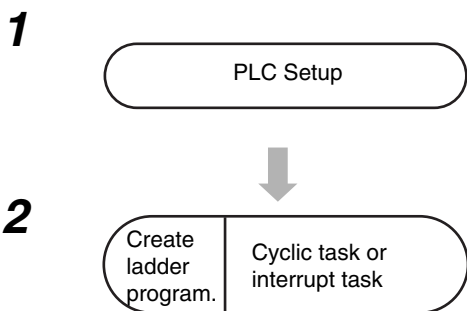 1
PLC Setup
2
Create
ladder
program.
Cyclic task or
interrupt task